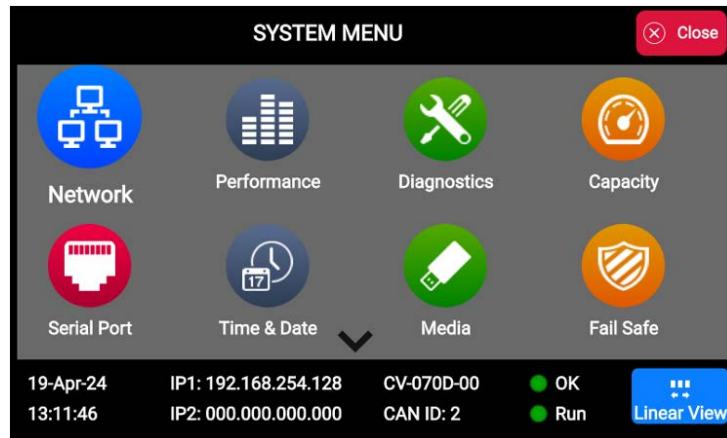 SYSTEM MENU
Close
Network
Performance
Diagnostics
Capacity
17
Serial Port
Time & Date
Media
Fail Safe
19-Apr-24 IP1: 192.168.254.128 CV-070D-00 OK
13:11:46 IP2: 000.000.000.000 CAN ID: 2 Run
Linear View